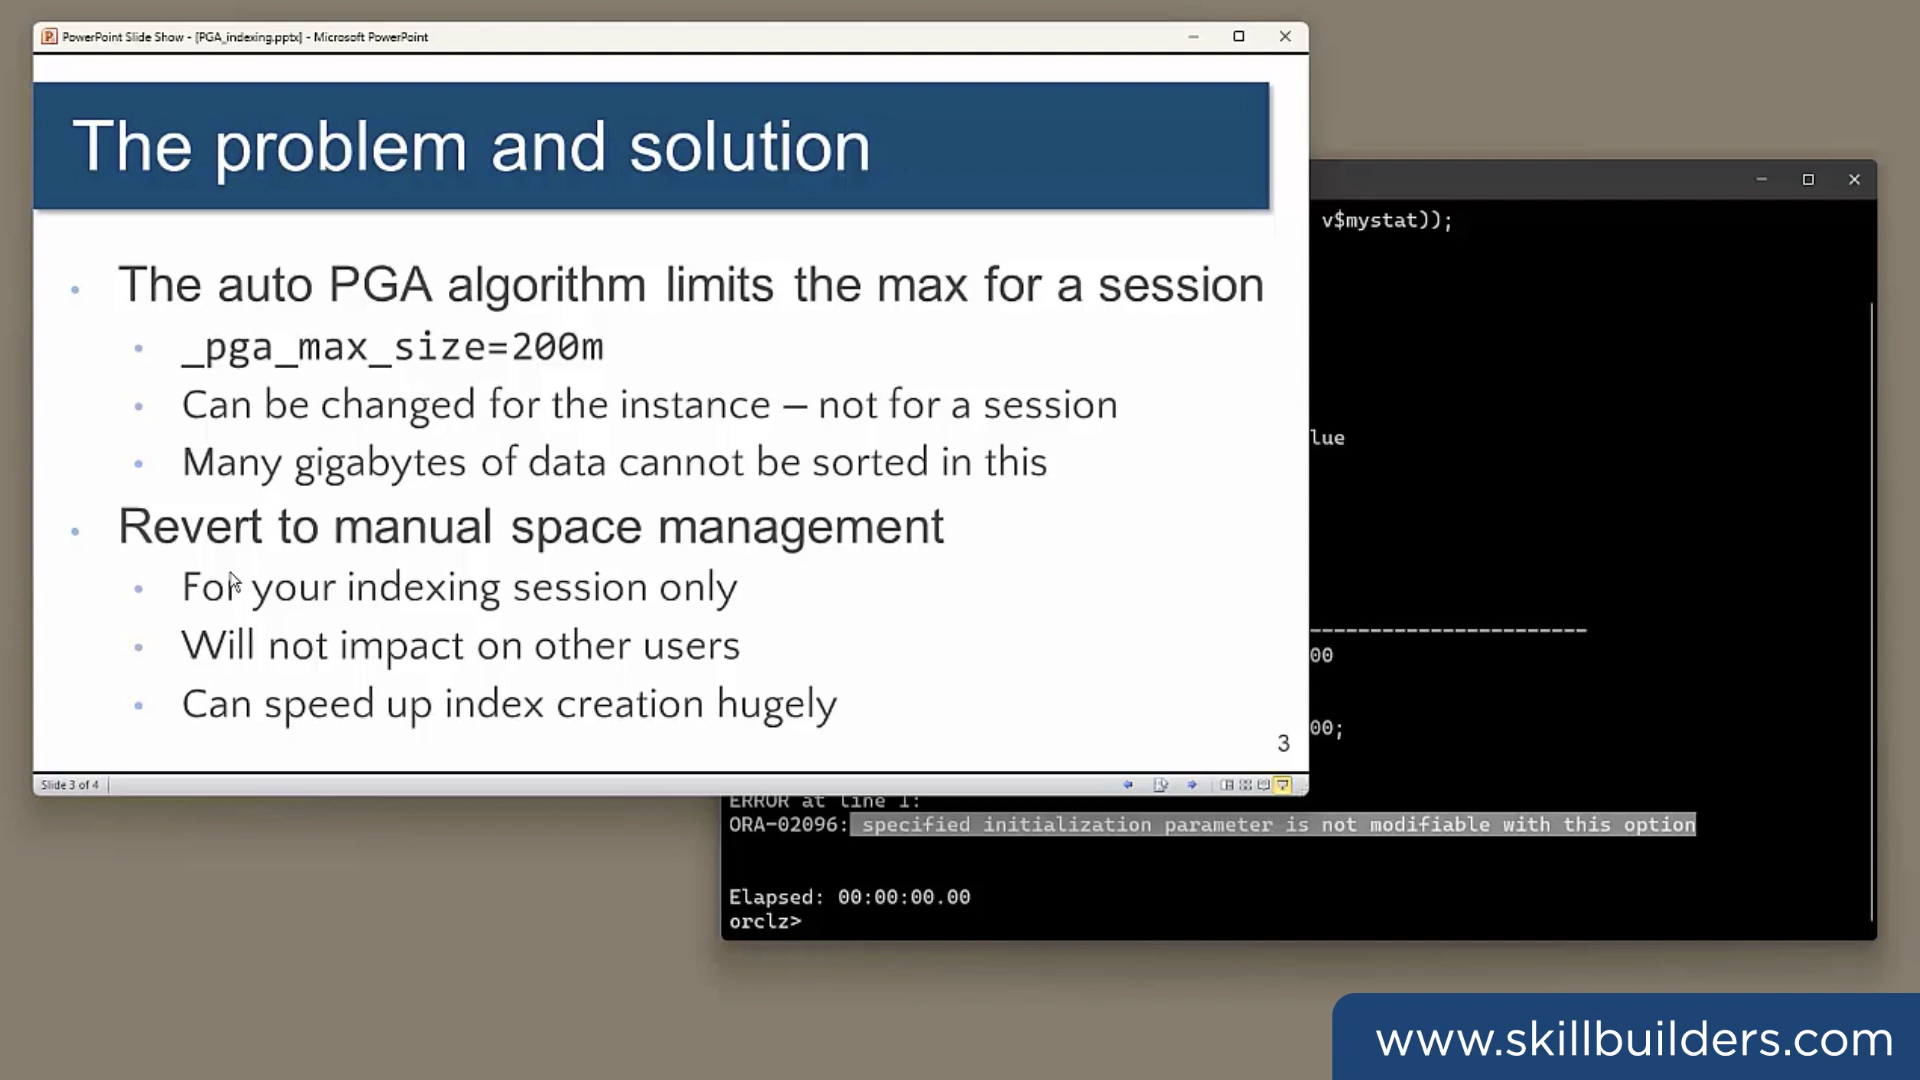 PowerPoint Slide Show - [PGA_indexing.pptx] - Microsoft PowerPoint
The problem and solution
The auto PGA algorithm limits the max for a session
_pga_max_size=200m
Can be changed for the instance – not for a session
Many gigabytes of data cannot be sorted in this
Revert to manual space management
For your indexing session only
Will not impact on other users
Can speed up index creation hugely
3
Slide 3 of 4
v$mystat));
lue
-----------------------
00
00;
ERROR at line 1:
ORA-02096: specified initialization parameter is not modifiable with this option
Elapsed: 00:00:00.00
orclz>
www.skillbuilders.com